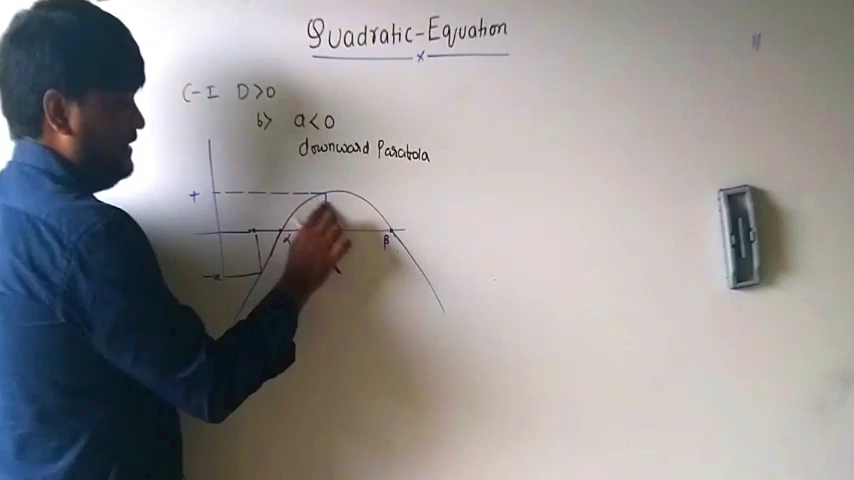 Quadratic-Equation
x
C-I D>0
b> a<0
downward Parabola
+
α β